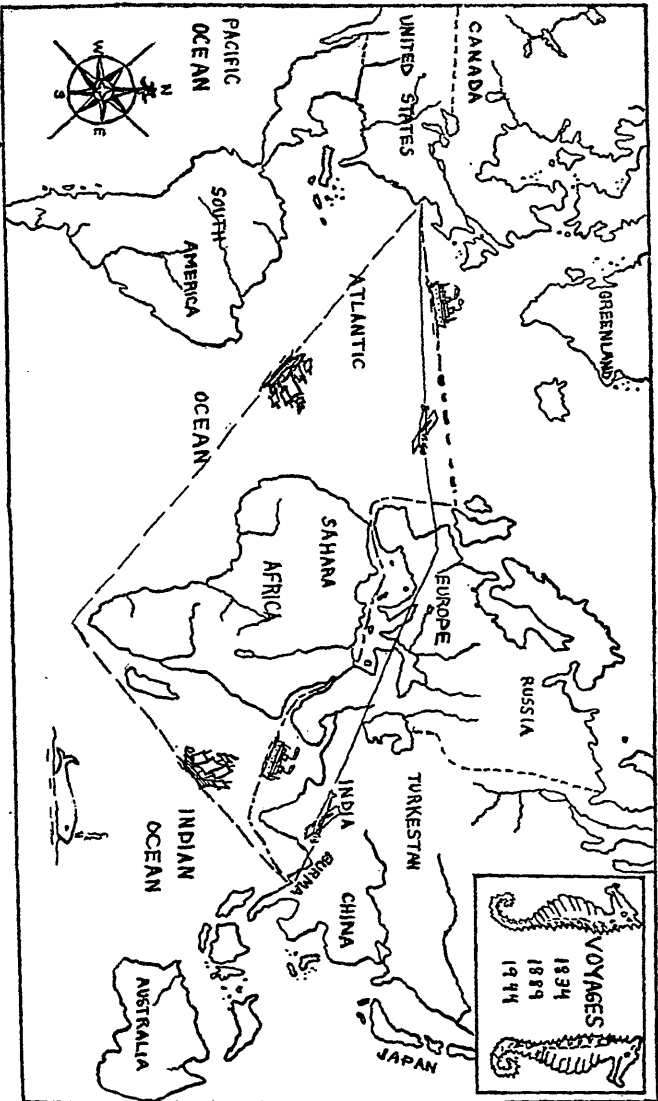 CANADA
UNITED STATES
GREENLAND
PACIFIC
OCEAN
N
W
E
S
SOUTH
AMERICA
ATLANTIC
OCEAN
EUROPE
RUSSIA
SAHARA
AFRICA
TURKESTAN
INDIA
BURMA
CHINA
JAPAN
INDIAN
OCEAN
AUSTRALIA
VOYAGES
1834
1889
1944